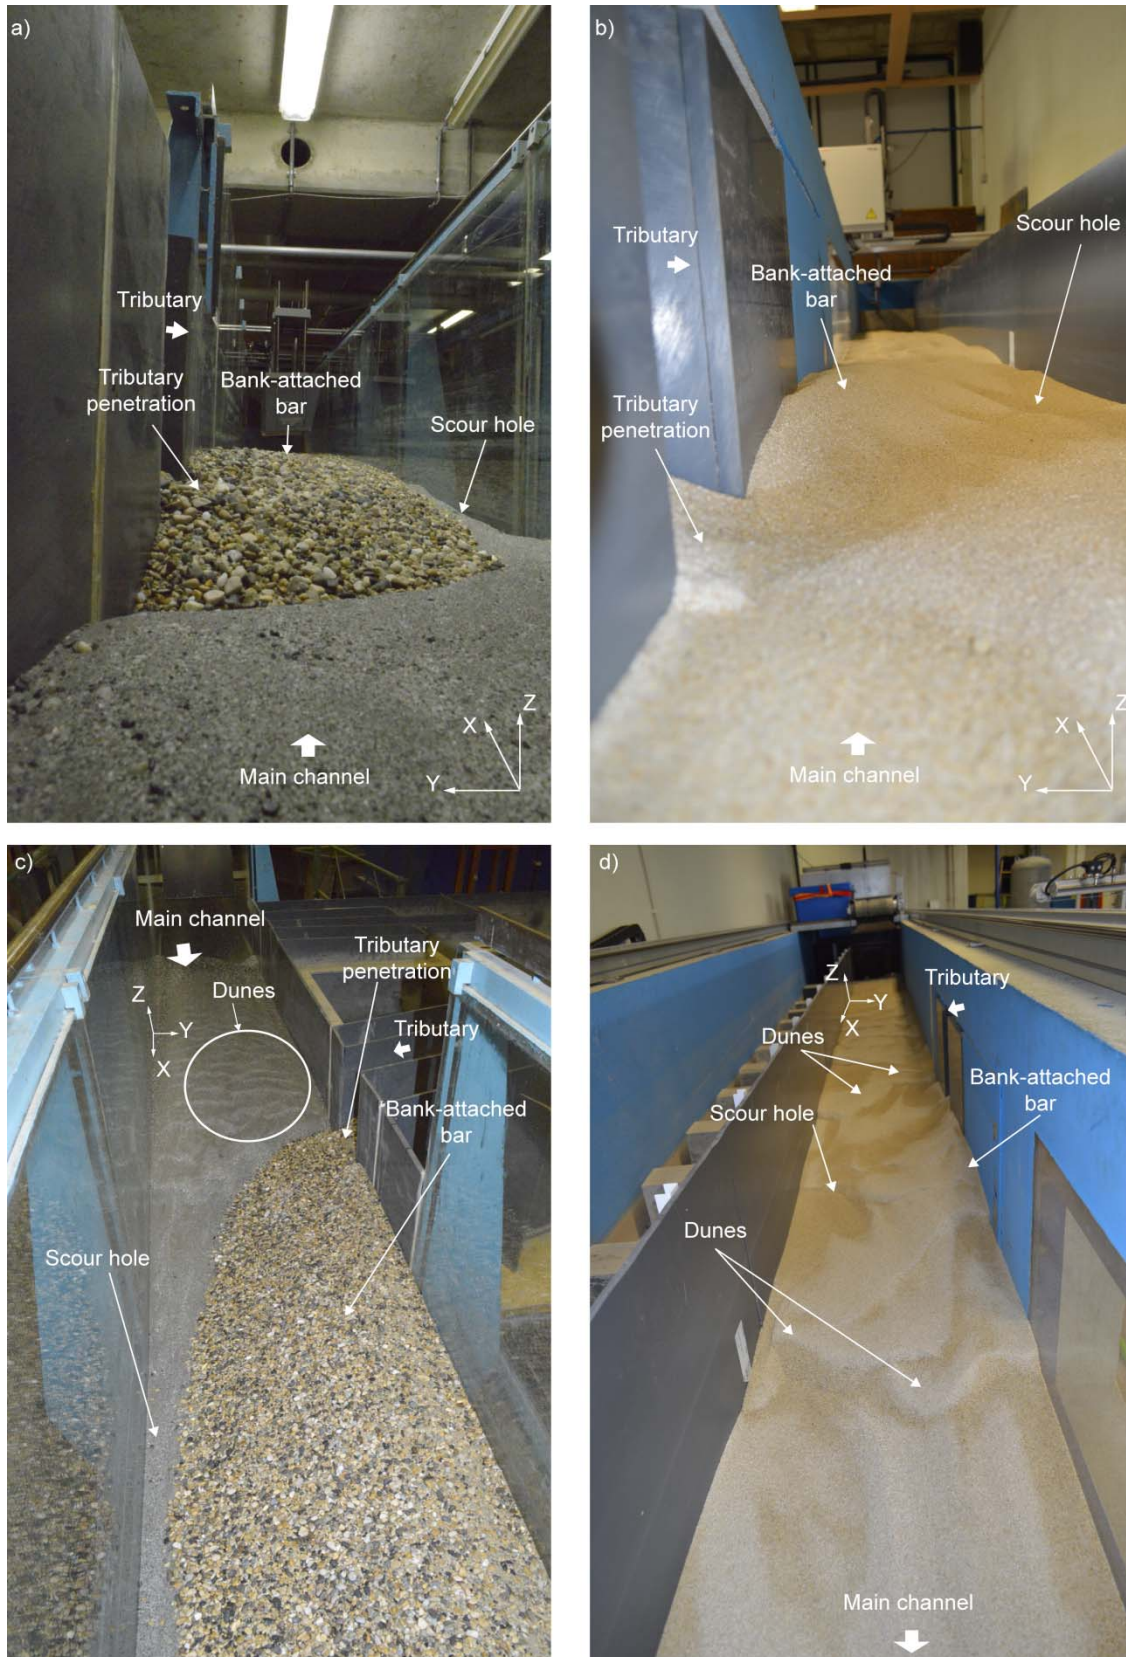 a)
Tributary
Tributary
penetration
Bank-attached
bar
Scour hole
Z
X
Y
Main channel
b)
Scour hole
Tributary
Bank-attached
bar
Tributary
penetration
Z
X
Y
Main channel
c)
Main channel
Tributary
penetration
Dunes
Z
Y
X
Tributary
Bank-attached
bar
Scour hole
d)
Z
Y
X
Tributary
Dunes
Bank-attached
bar
Scour hole
Dunes
Main channel